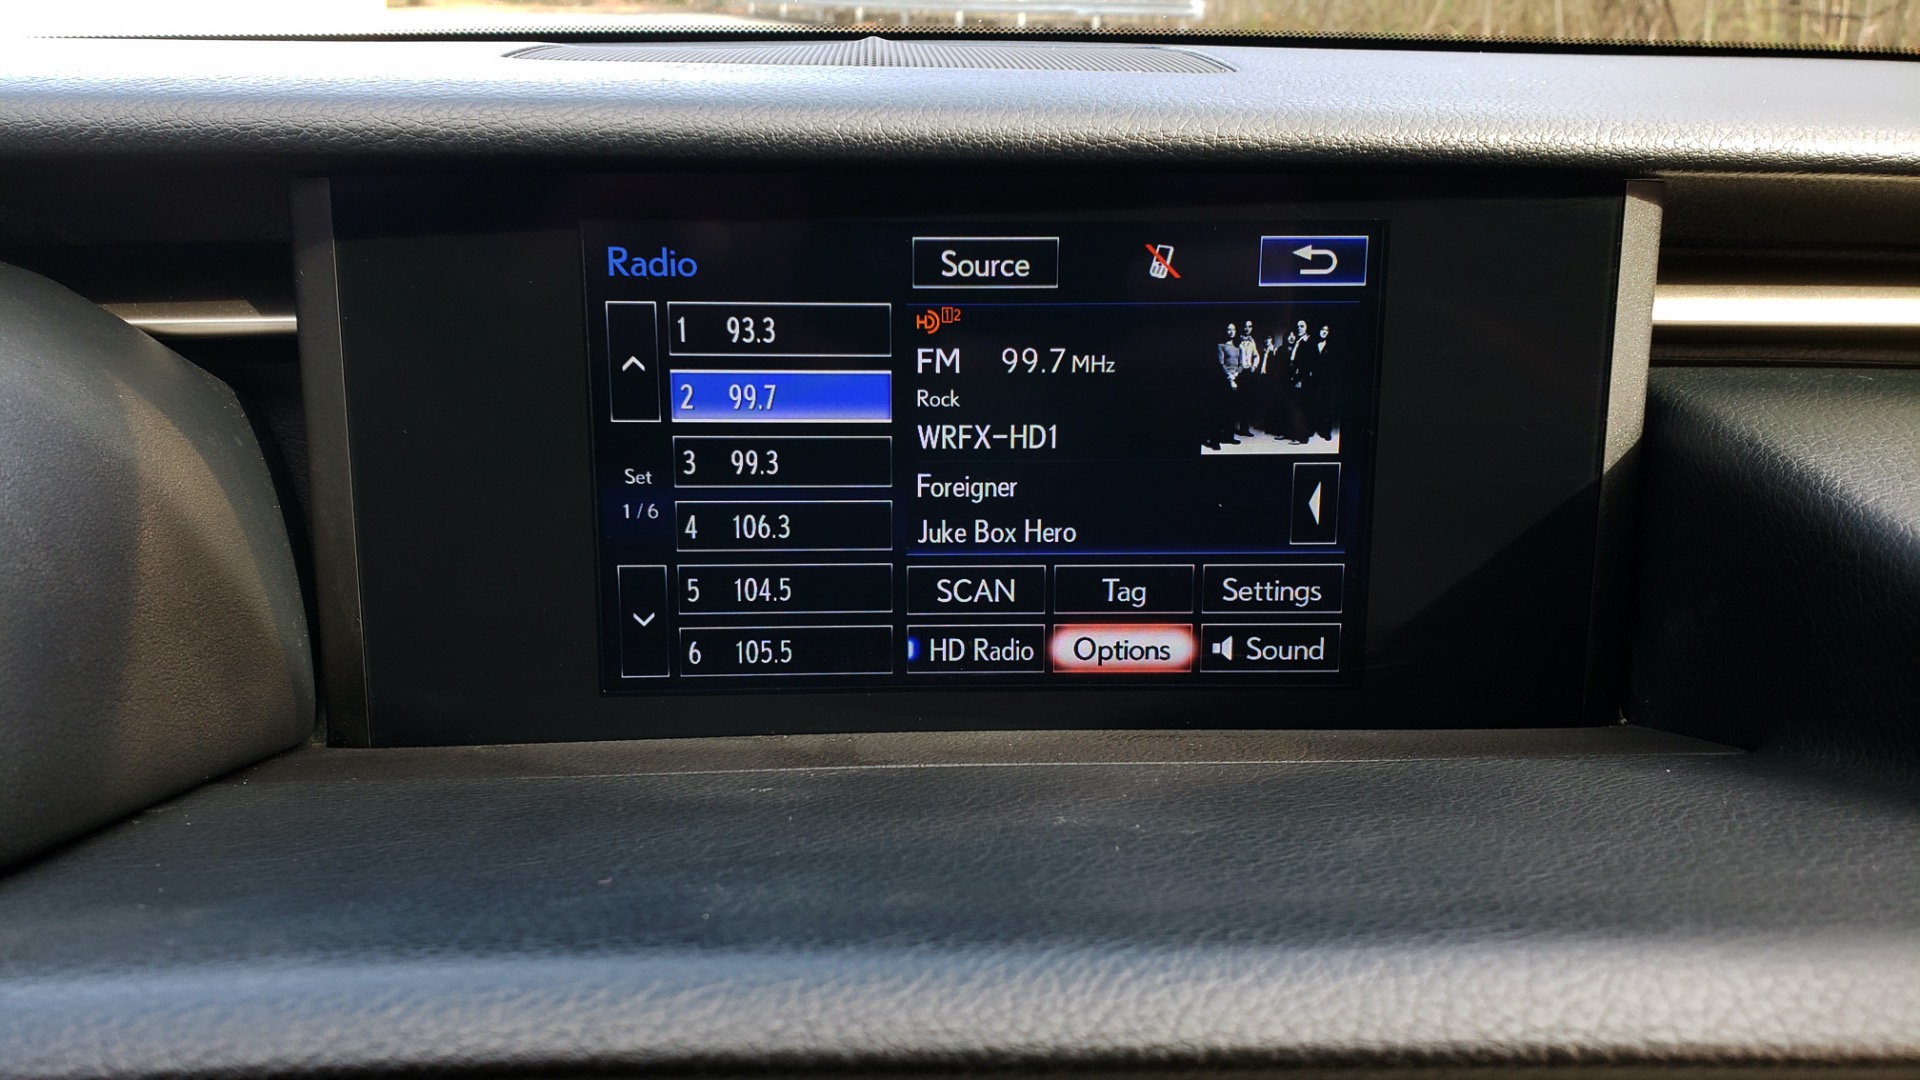 Radio
Source
1 93.3
2 99.7
3 99.3
4 106.3
5 104.5
6 105.5
Set
1/6
HD 1 2
FM 99.7 MHz
Rock
WRFX-HD1
Foreigner
Juke Box Hero
SCAN
Tag
Settings
HD Radio
Options
Sound